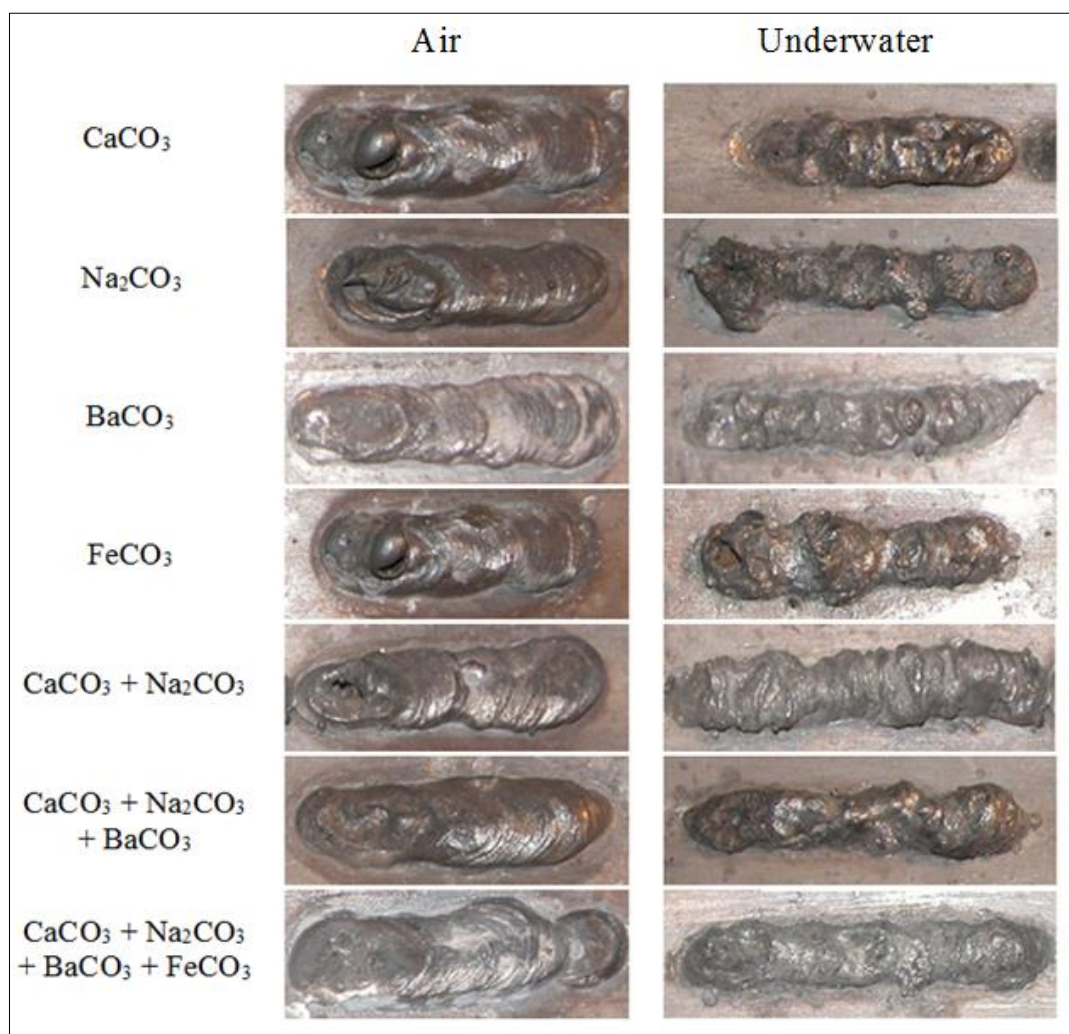 Air Underwater
CaCO₃
Na₂CO₃
BaCO₃
FeCO₃
CaCO₃ + Na₂CO₃
CaCO₃ + Na₂CO₃
+ BaCO₃
CaCO₃ + Na₂CO₃
+ BaCO₃ + FeCO₃